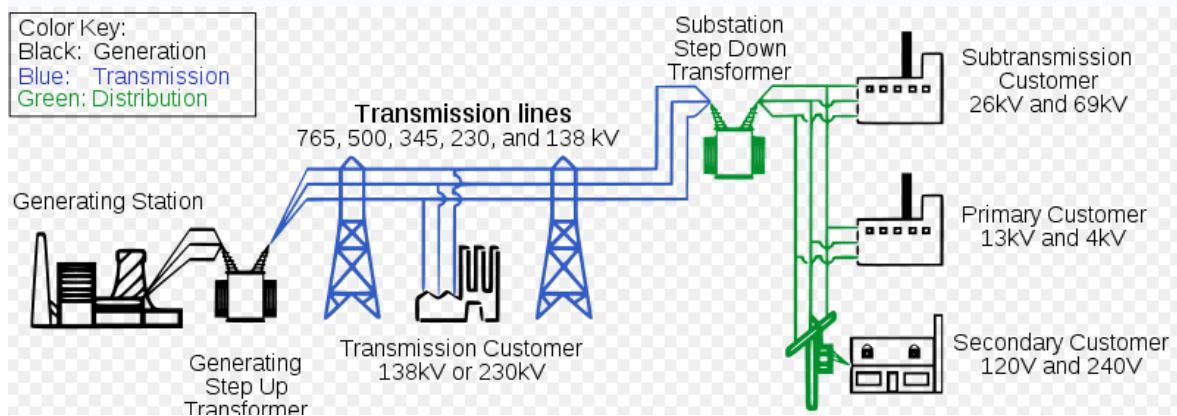 Color Key:
Black: Generation
Blue: Transmission
Green: Distribution
Substation
Step Down
Transformer
Subtransmission
Customer
26kV and 69kV
Transmission lines
765, 500, 345, 230, and 138 kV
Generating Station
Primary Customer
13kV and 4kV
Transmission Customer
138kV or 230kV
Generating
Step Up
Transformer
Secondary Customer
120V and 240V